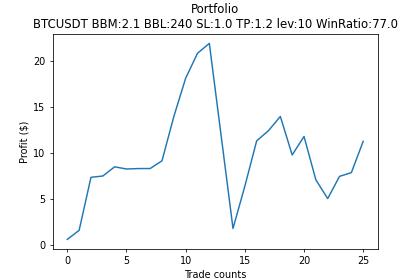 Portfolio
BTCUSDT BBM:2.1 BBL:240 SL:1.0 TP:1.2 lev:10 WinRatio:77.0
20
15
10
5
0
Profit ($)
0 5 10 15 20 25
Trade counts